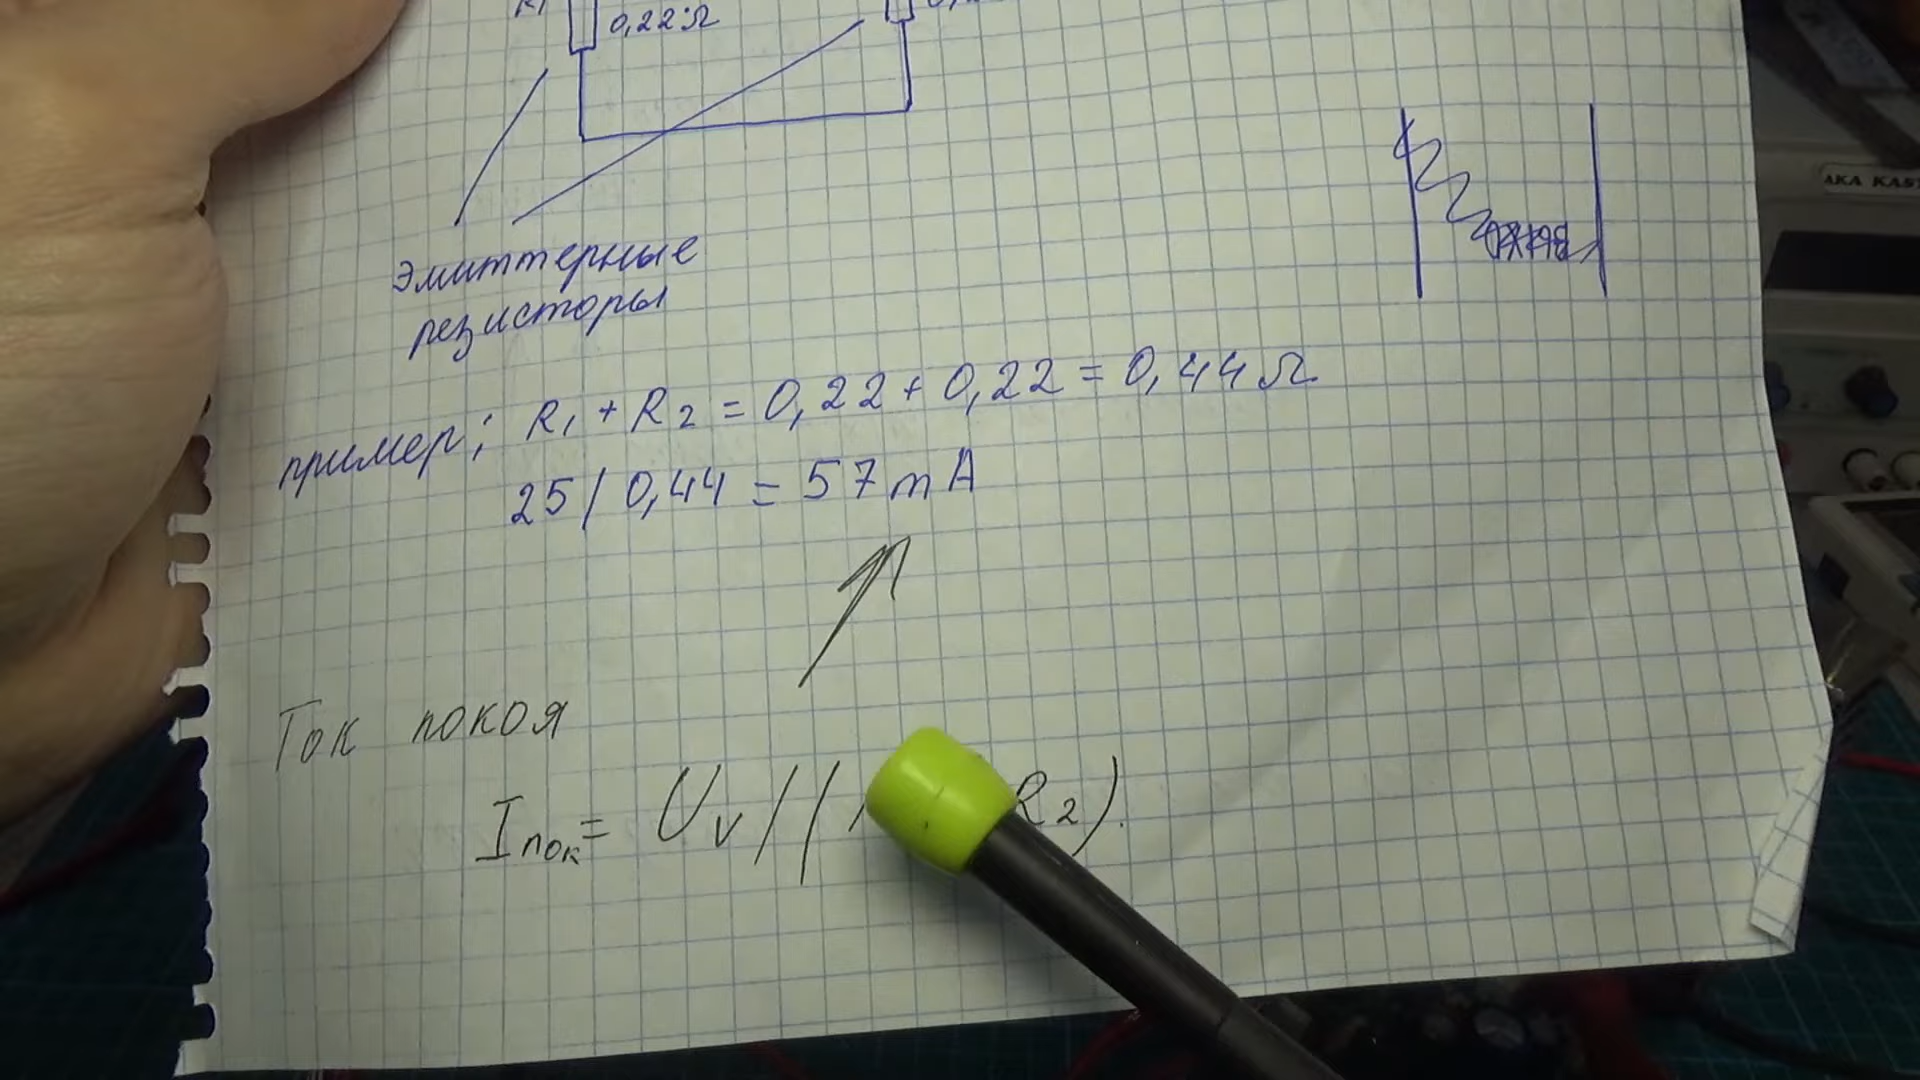 0,22Ω
Эмиттерные
резисторы
пример; R1 + R2 = 0,22 + 0,22 = 0,44 Ω
25 / 0,44 = 57 mA
Ток покоя
Iпок = Uv / ( R2).
AKA KAS